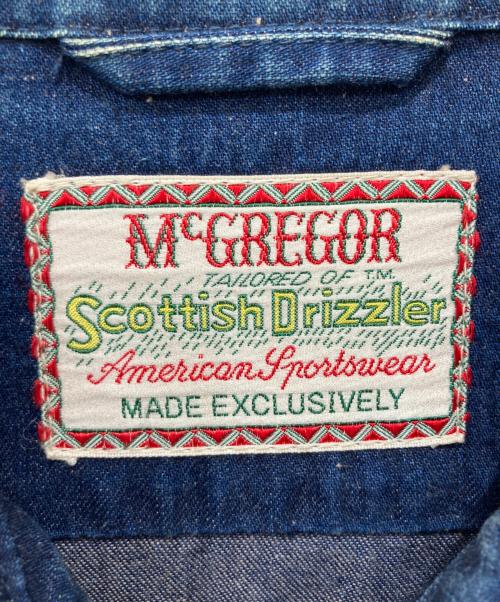 McGREGOR
TAILORED OF T.M.
Scottish Drizzler
American Sportswear
MADE EXCLUSIVELY